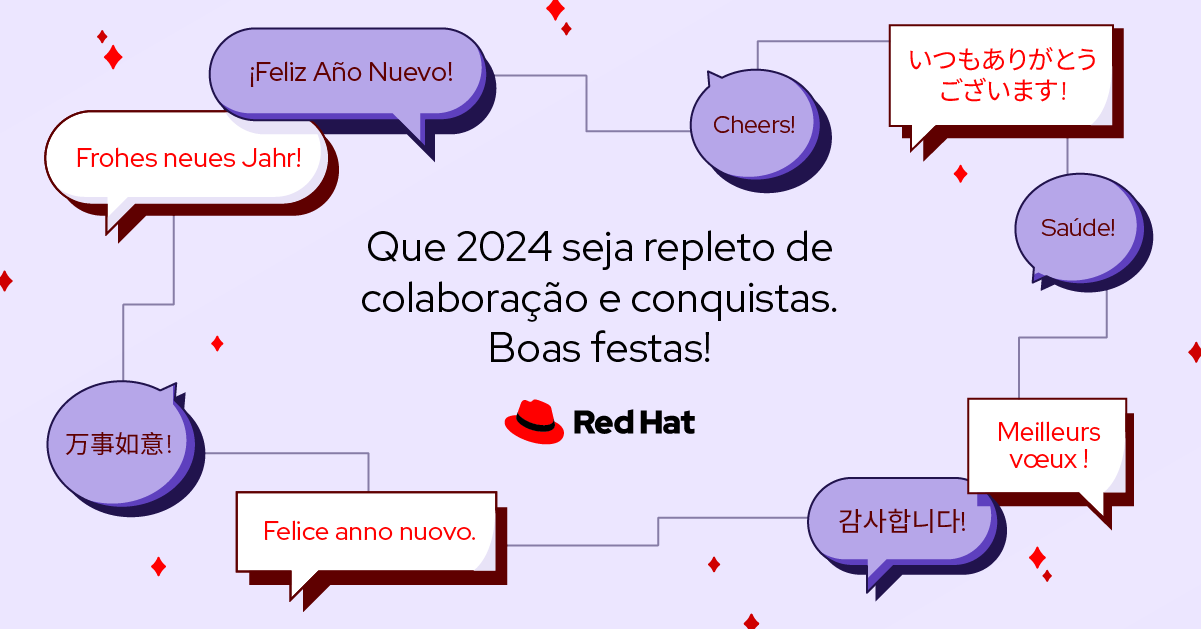 ¡Feliz Año Nuevo!
Frohes neues Jahr!
Cheers!
いつもありがとう
ございます!
Saúde!
Que 2024 seja repleto de
colaboração e conquistas.
Boas festas!
Red Hat
万事如意!
Felice anno nuovo.
감사합니다!
Meilleurs
vœux !